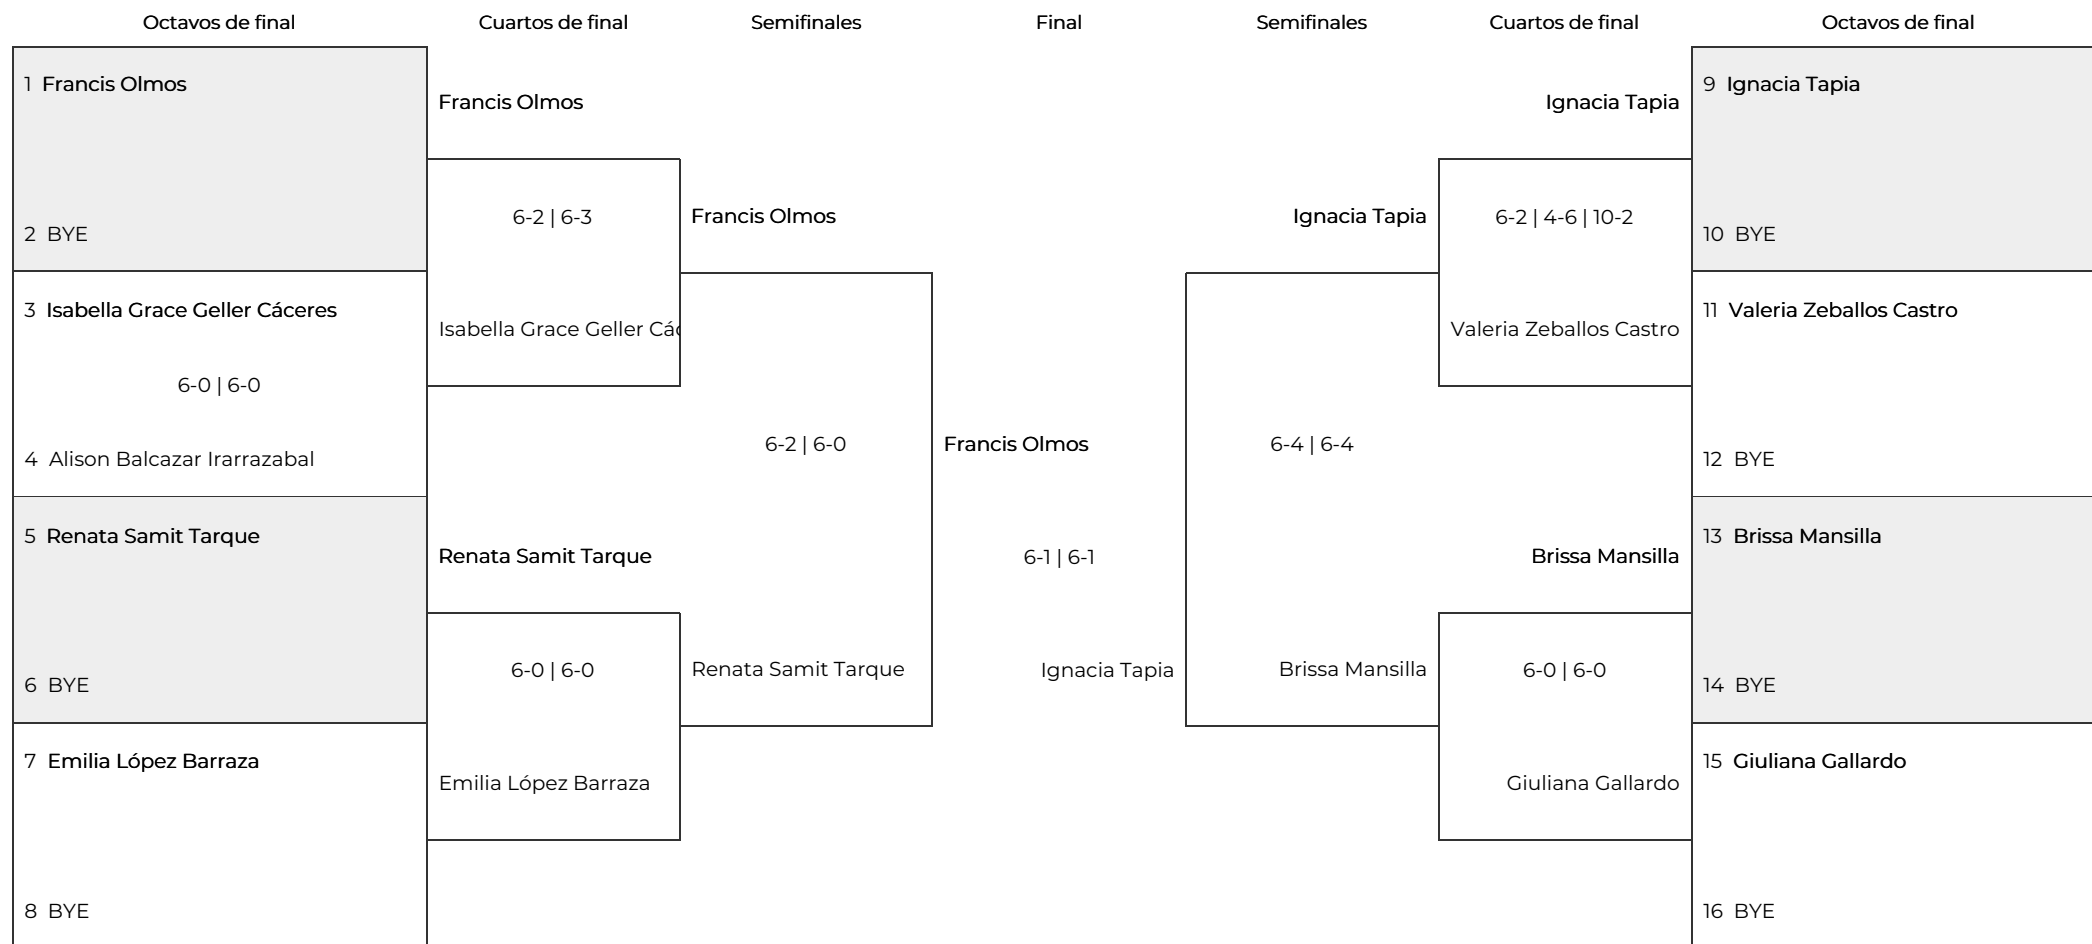 Octavos de final
Cuartos de final
Semifinales
Final
Semifinales
Cuartos de final
Octavos de final
1 Francis Olmos
2 BYE
3 Isabella Grace Geller Cáceres
6-0 | 6-0
4 Alison Balcazar Irarrazabal
5 Renata Samit Tarque
6 BYE
7 Emilia López Barraza
8 BYE
Francis Olmos
6-2 | 6-3
Isabella Grace Geller Các
Renata Samit Tarque
6-0 | 6-0
Emilia López Barraza
Francis Olmos
6-2 | 6-0
Renata Samit Tarque
Francis Olmos
6-1 | 6-1
Ignacia Tapia
Ignacia Tapia
6-4 | 6-4
Brissa Mansilla
Ignacia Tapia
6-2 | 4-6 | 10-2
Valeria Zeballos Castro
Brissa Mansilla
6-0 | 6-0
Giuliana Gallardo
9 Ignacia Tapia
10 BYE
11 Valeria Zeballos Castro
12 BYE
13 Brissa Mansilla
14 BYE
15 Giuliana Gallardo
16 BYE